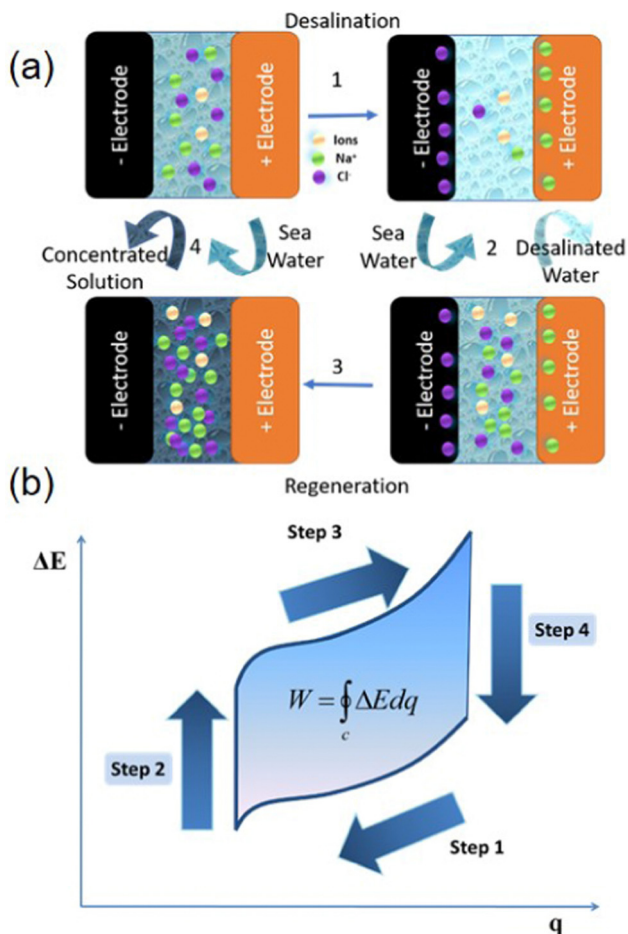 Desalination
(a)
- Electrode
+ Electrode
1
Ions
Na⁺
Cl⁻
- Electrode
+ Electrode
Concentrated
Solution
4
Sea
Water
Sea
Water
2
Desalinated
Water
- Electrode
+ Electrode
3
- Electrode
+ Electrode
(b)
Regeneration
ΔE
Step 3
Step 4
W = ∮ΔEdq
c
Step 2
Step 1
q